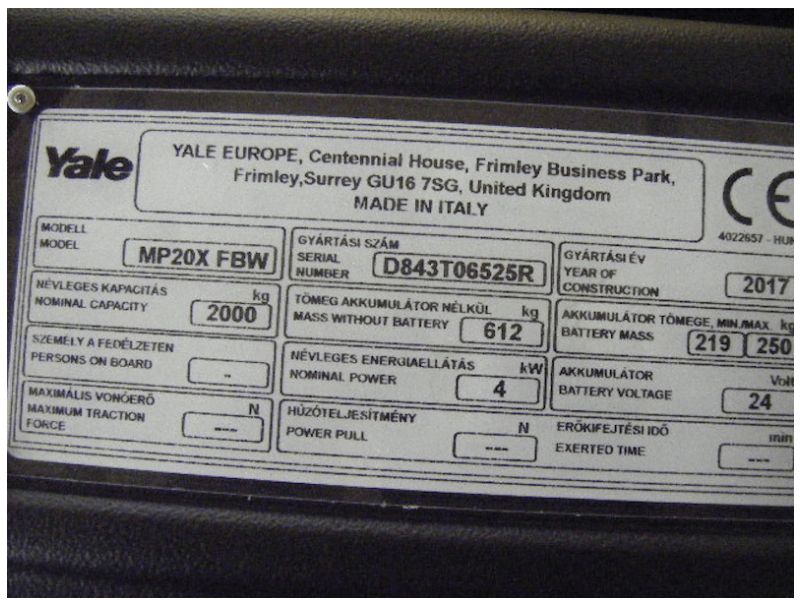 Yale
YALE EUROPE, Centennial House, Frimley Business Park,
Frimley,Surrey GU16 7SG, United Kingdom
MADE IN ITALY
CE
4022657 - HUN
MODELL
MODEL
MP20X FBW
GYÁRTÁSI SZÁM
SERIAL
NUMBER
D843T06525R
GYÁRTÁSI ÉV
YEAR OF
CONSTRUCTION
2017
NÉVLEGES KAPACITÁS
NOMINAL CAPACITY
kg
2000
TÖMEG AKKUMULÁTOR NÉLKÜL kg
MASS WITHOUT BATTERY
612
AKKUMULÁTOR TÖMEGE, MIN./MAX. kg
BATTERY MASS
219 250
SZEMÉLY A FEDÉLZETEN
PERSONS ON BOARD
-
NÉVLEGES ENERGIAELLÁTÁS kW
NOMINAL POWER
4
AKKUMULÁTOR Volt
BATTERY VOLTAGE
24
MAXIMÁLIS VONÓERŐ N
MAXIMUM TRACTION
FORCE
---
HÚZÓTELJESÍTMÉNY N
POWER PULL
---
ERŐKIFEJTÉSI IDŐ min
EXERTED TIME
---